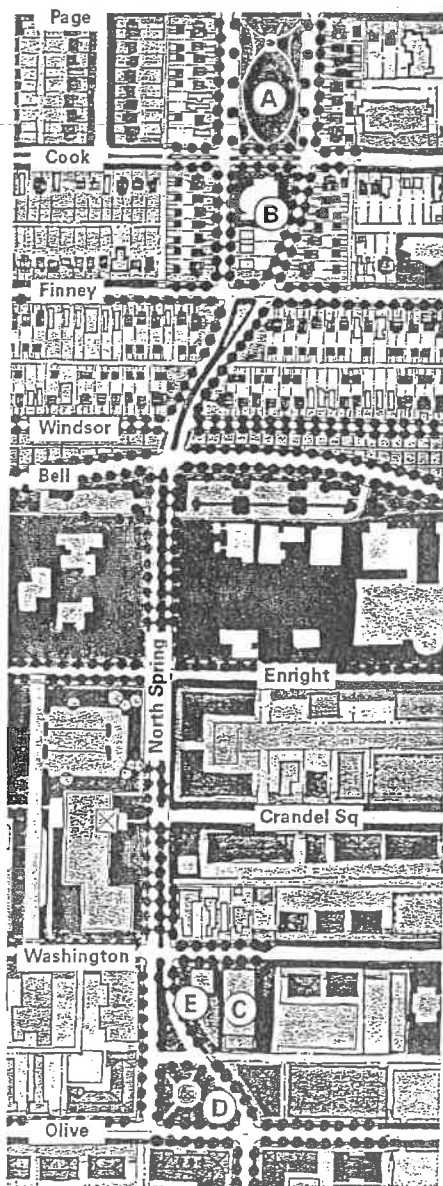 Page
A
Cook
B
Finney
Windsor
Bell
North Spring
Enright
Crandel Sq
Washington
E
C
D
Olive